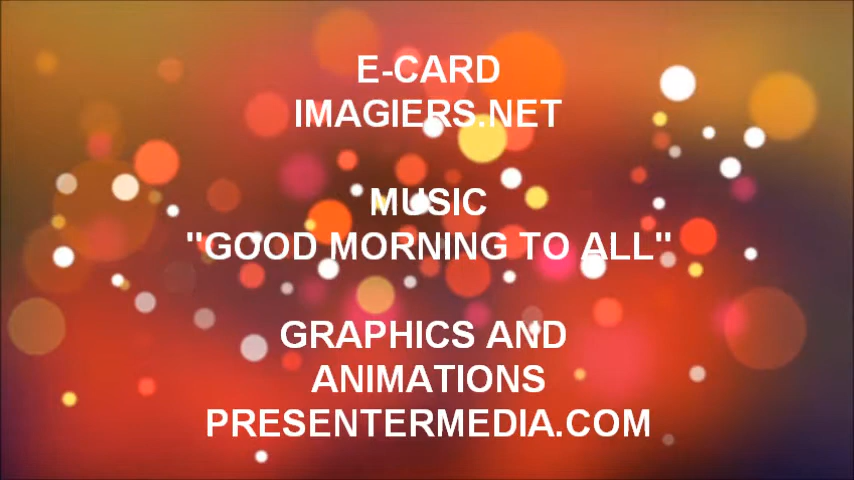 E-CARD
IMAGIERS.NET
MUSIC
"GOOD MORNING TO ALL"
GRAPHICS AND
ANIMATIONS
PRESENTERMEDIA.COM